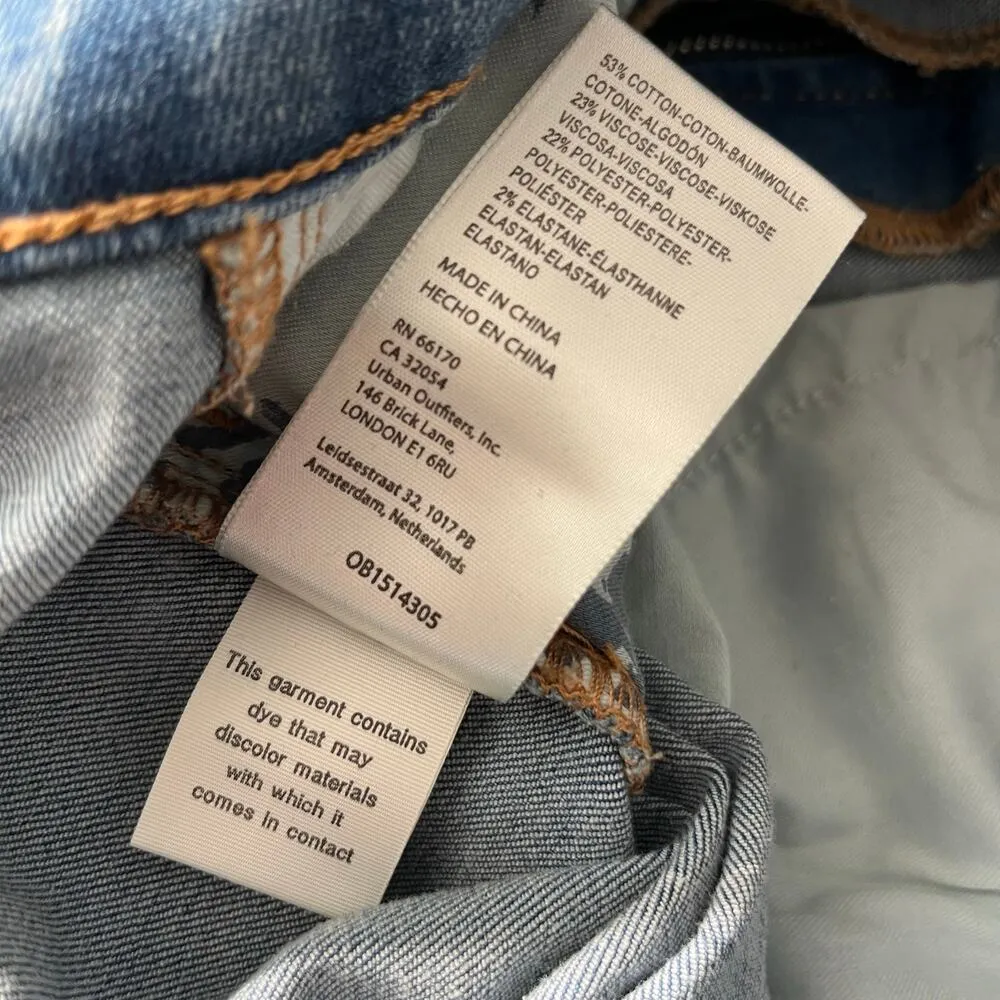 53% COTTON-COTON-BAUMWOLLE-
COTONE-ALGODÓN
23% VISCOSE-VISCOSE-VISKOSE
VISCOSA-VISCOSA
22% POLYESTER-POLYESTER-
POLYESTER-POLIESTERE-
POLIÉSTER
2% ELASTANE-ÉLASTHANNE
ELASTAN-ELASTAN
ELASTANO
MADE IN CHINA
HECHO EN CHINA
RN 66170
CA 32054
Urban Outfitters, Inc.
146 Brick Lane,
LONDON E1 6RU
Leidsestraat 32, 1017 PB
Amsterdam, Netherlands
OB1514305
This garment contains
dye that may
discolor materials
with which it
comes in contact